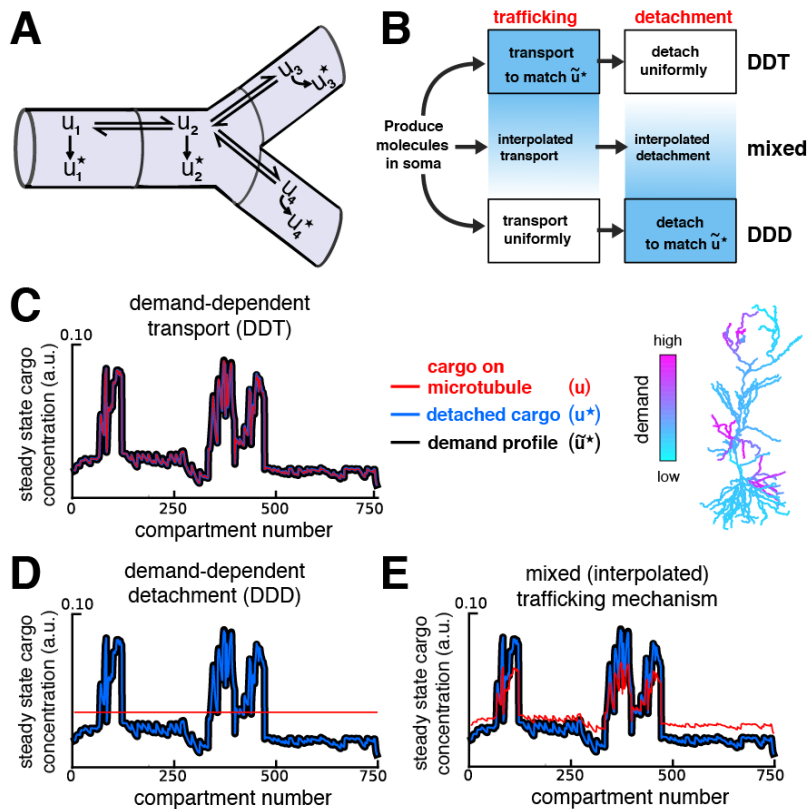 A
u₁
u₂
u₃
u₃*
u₁*
u₂*
u₄
u₄*
B
trafficking
detachment
transport
to match ũ*
detach
uniformly
DDT
Produce
molecules
in soma
interpolated
transport
interpolated
detachment
mixed
transport
uniformly
detach
to match ũ*
DDD
C
demand-dependent
transport (DDT)
steady state cargo
concentration (a.u.)
0.10
0
250
500
750
compartment number
cargo on
microtubule (u)
detached cargo (u*)
demand profile (ũ*)
high
demand
low
D
demand-dependent
detachment (DDD)
steady state cargo
concentration (a.u.)
0.10
0
250
500
750
compartment number
E
mixed (interpolated)
trafficking mechanism
steady state cargo
concentration (a.u.)
0.10
0
250
500
750
compartment number